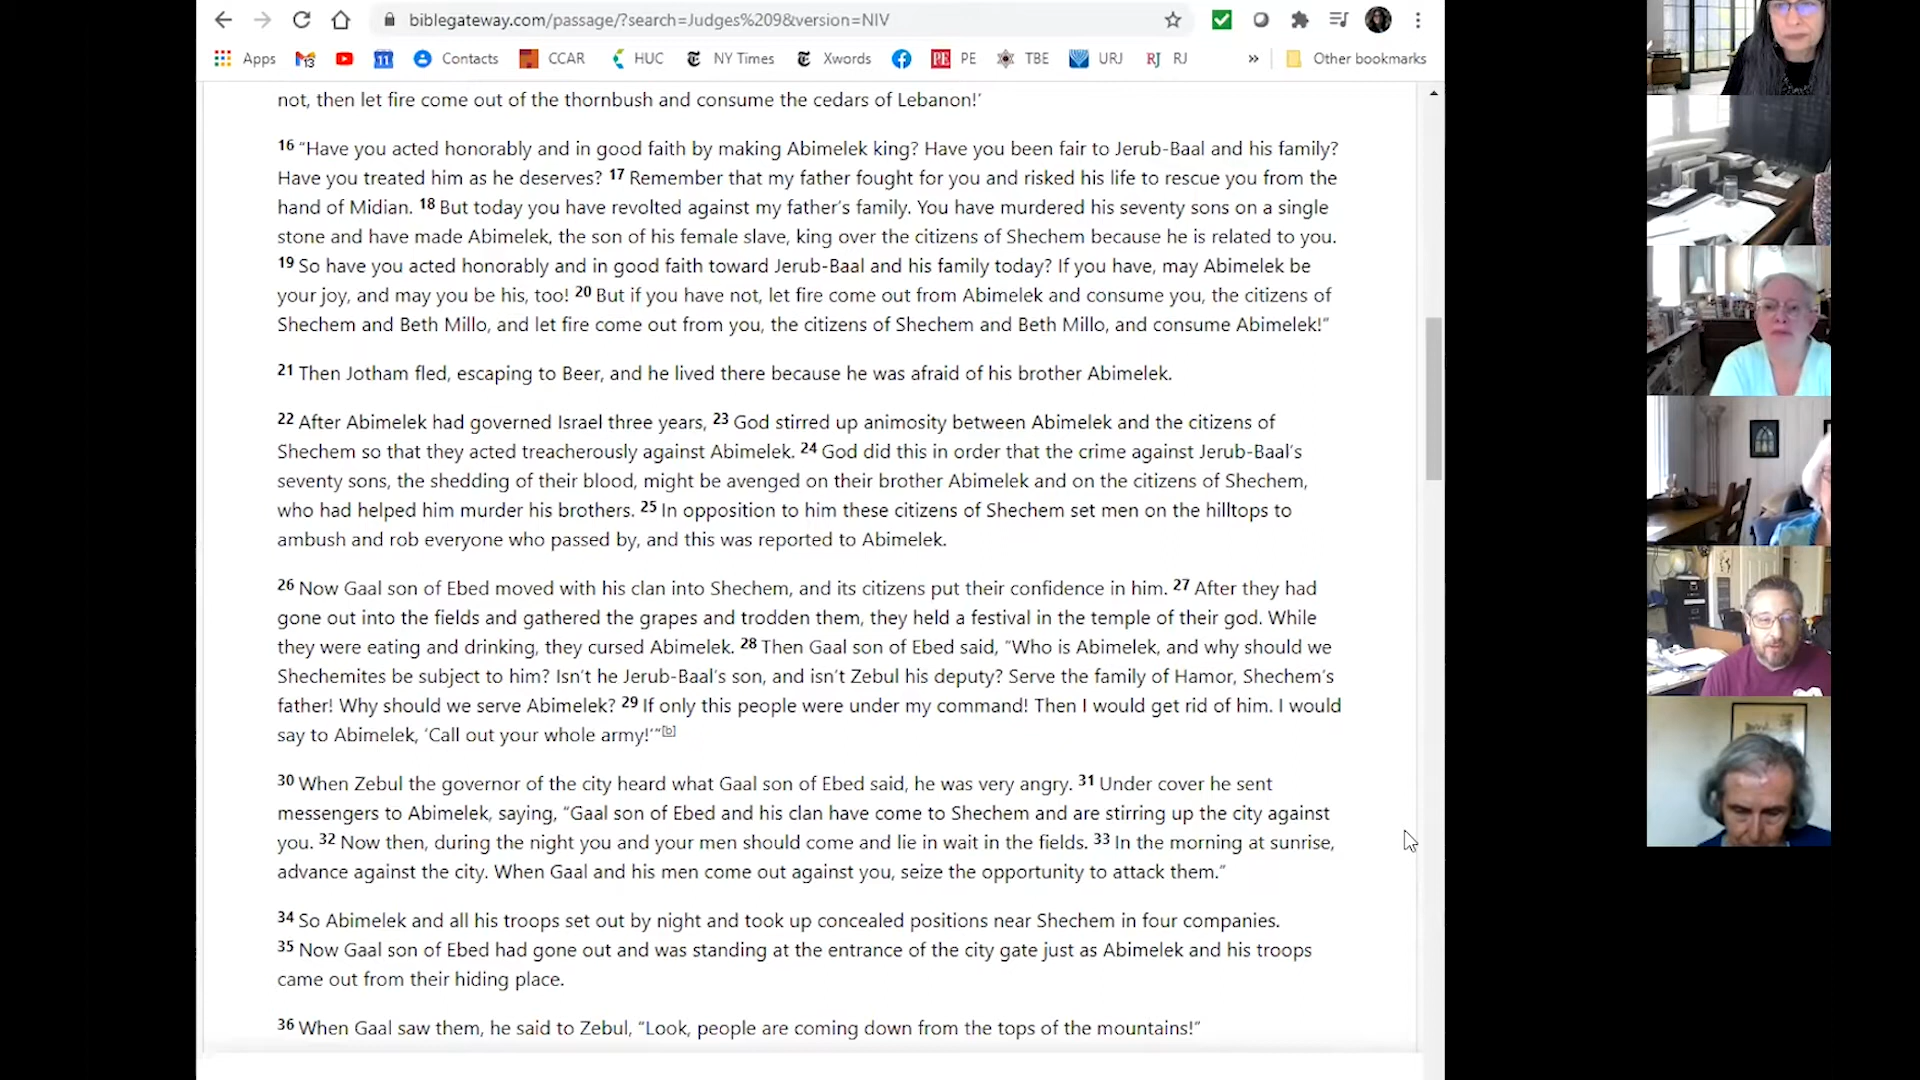 biblegateway.com/passage/?search=Judges%209&version=NIV
Apps 13 11 Contacts CCAR HUC NY Times Xwords PE PE TBE URJ RJ RJ » Other bookmarks
not, then let fire come out of the thornbush and consume the cedars of Lebanon!’
16 “Have you acted honorably and in good faith by making Abimelek king? Have you been fair to Jerub-Baal and his family?
Have you treated him as he deserves? 17 Remember that my father fought for you and risked his life to rescue you from the
hand of Midian. 18 But today you have revolted against my father’s family. You have murdered his seventy sons on a single
stone and have made Abimelek, the son of his female slave, king over the citizens of Shechem because he is related to you.
19 So have you acted honorably and in good faith toward Jerub-Baal and his family today? If you have, may Abimelek be
your joy, and may you be his, too! 20 But if you have not, let fire come out from Abimelek and consume you, the citizens of
Shechem and Beth Millo, and let fire come out from you, the citizens of Shechem and Beth Millo, and consume Abimelek!”
21 Then Jotham fled, escaping to Beer, and he lived there because he was afraid of his brother Abimelek.
22 After Abimelek had governed Israel three years, 23 God stirred up animosity between Abimelek and the citizens of
Shechem so that they acted treacherously against Abimelek. 24 God did this in order that the crime against Jerub-Baal’s
seventy sons, the shedding of their blood, might be avenged on their brother Abimelek and on the citizens of Shechem,
who had helped him murder his brothers. 25 In opposition to him these citizens of Shechem set men on the hilltops to
ambush and rob everyone who passed by, and this was reported to Abimelek.
26 Now Gaal son of Ebed moved with his clan into Shechem, and its citizens put their confidence in him. 27 After they had
gone out into the fields and gathered the grapes and trodden them, they held a festival in the temple of their god. While
they were eating and drinking, they cursed Abimelek. 28 Then Gaal son of Ebed said, “Who is Abimelek, and why should we
Shechemites be subject to him? Isn’t he Jerub-Baal’s son, and isn’t Zebul his deputy? Serve the family of Hamor, Shechem’s
father! Why should we serve Abimelek? 29 If only this people were under my command! Then I would get rid of him. I would
say to Abimelek, ‘Call out your whole army!’”[b]
30 When Zebul the governor of the city heard what Gaal son of Ebed said, he was very angry. 31 Under cover he sent
messengers to Abimelek, saying, “Gaal son of Ebed and his clan have come to Shechem and are stirring up the city against
you. 32 Now then, during the night you and your men should come and lie in wait in the fields. 33 In the morning at sunrise,
advance against the city. When Gaal and his men come out against you, seize the opportunity to attack them.”
34 So Abimelek and all his troops set out by night and took up concealed positions near Shechem in four companies.
35 Now Gaal son of Ebed had gone out and was standing at the entrance of the city gate just as Abimelek and his troops
came out from their hiding place.
36 When Gaal saw them, he said to Zebul, “Look, people are coming down from the tops of the mountains!”